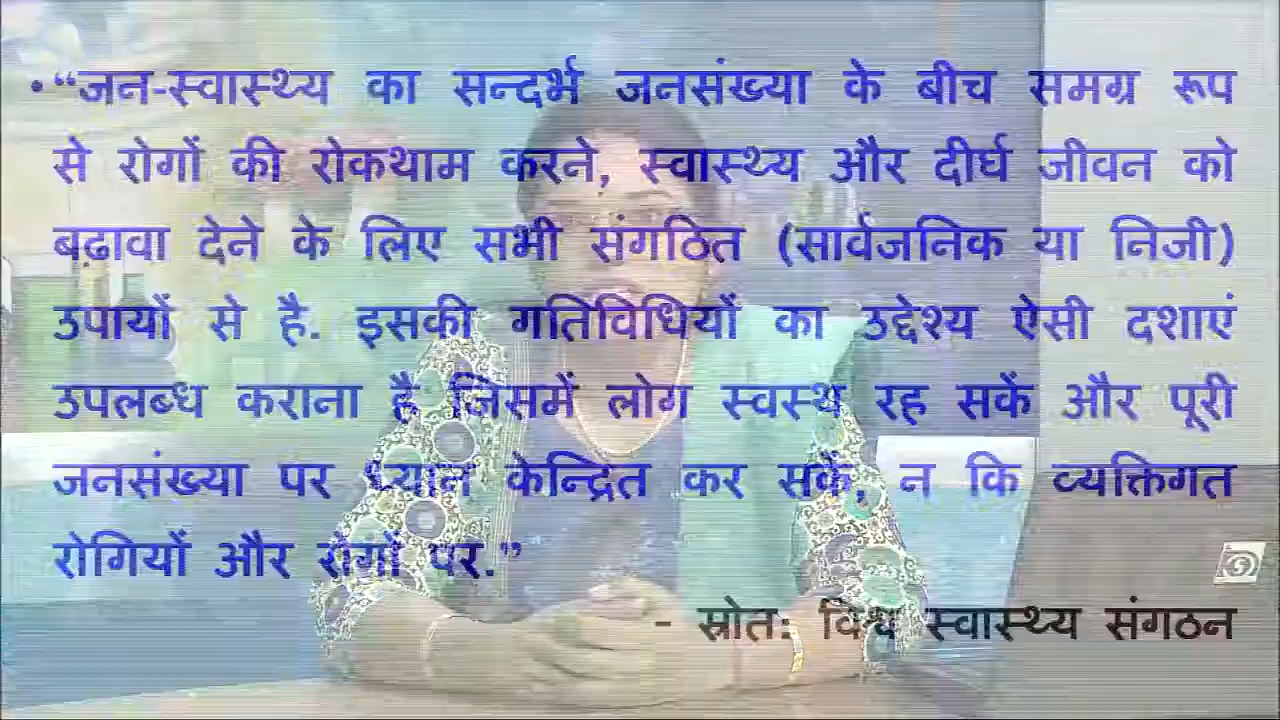 •“जन-स्वास्थ्य का सन्दर्भ जनसंख्या के बीच समग्र रूप
से रोगों की रोकथाम करने, स्वास्थ्य और दीर्घ जीवन को
बढ़ावा देने के लिए सभी संगठित (सार्वजनिक या निजी)
उपायों से है. इसकी गतिविधियों का उद्देश्य ऐसी दशाएं
उपलब्ध कराना है जिसमें लोग स्वस्थ रह सकें और पूरी
जनसंख्या पर ध्यान केन्द्रित कर सकें, न कि व्यक्तिगत
रोगियों और रोगों पर.”
- स्रोत: विश्व स्वास्थ्य संगठन